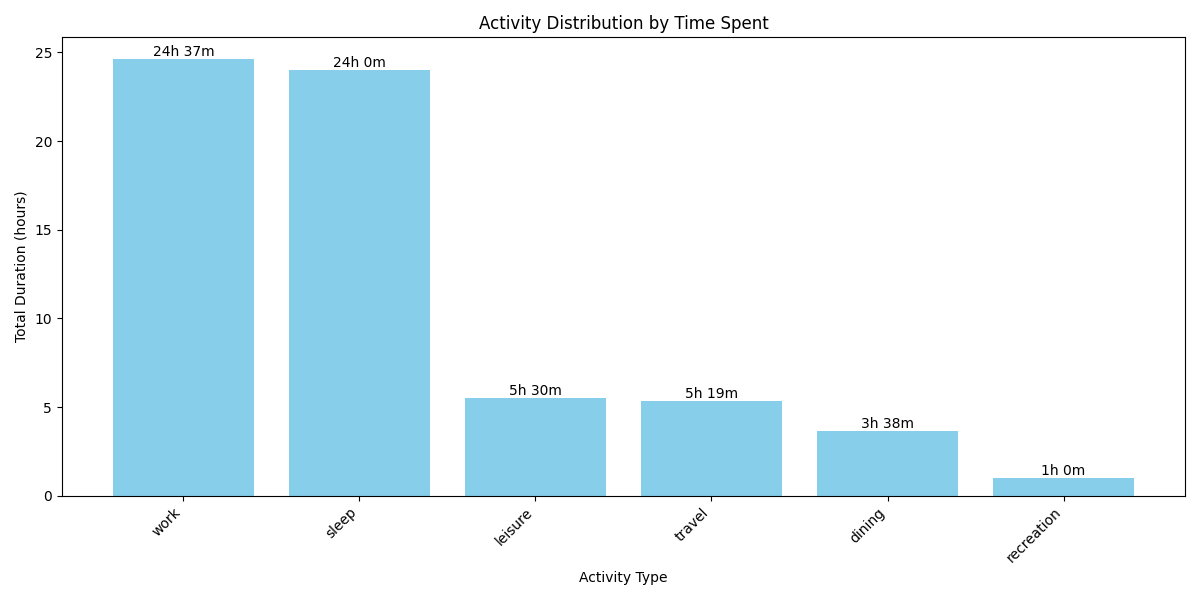 Activity Distribution by Time Spent
Total Duration (hours)
25
20
15
10
5
0
24h 37m
24h 0m
5h 30m
5h 19m
3h 38m
1h 0m
work
sleep
leisure
travel
dining
recreation
Activity Type